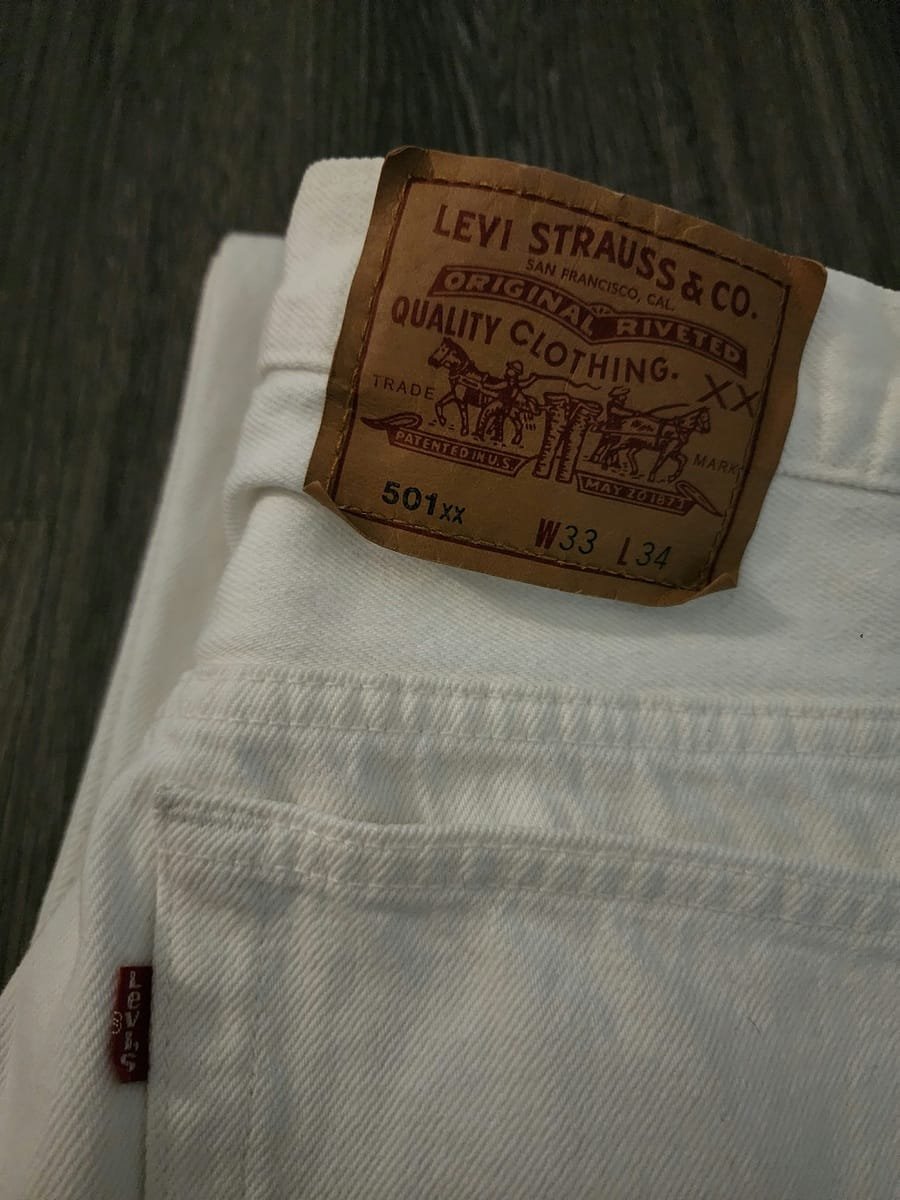 LEVI STRAUSS & CO.
SAN FRANCISCO, CAL.
ORIGINAL RIVETED
QUALITY CLOTHING.
XX
TRADE MARK
PATENTED IN U.S.
MAY 20 1873
501XX W33 L34
Levi's